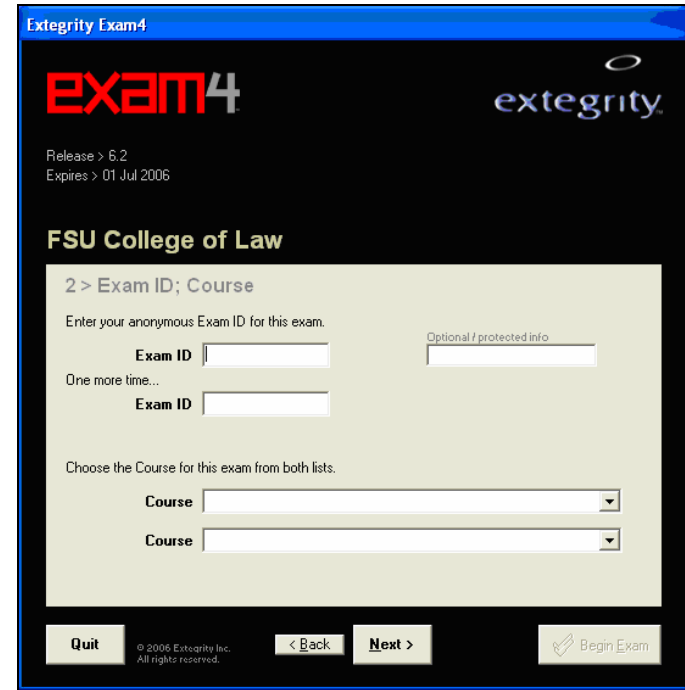 Extegrity Exam4
exam4
extegrity
Release > 6.2
Expires > 01 Jul 2006
FSU College of Law
2 > Exam ID; Course
Enter your anonymous Exam ID for this exam.
Optional / protected info
Exam ID
One more time...
Exam ID
Choose the Course for this exam from both lists.
Course
Course
Quit
© 2006 Extegrity Inc.
All rights reserved.
< Back
Next >
Begin Exam